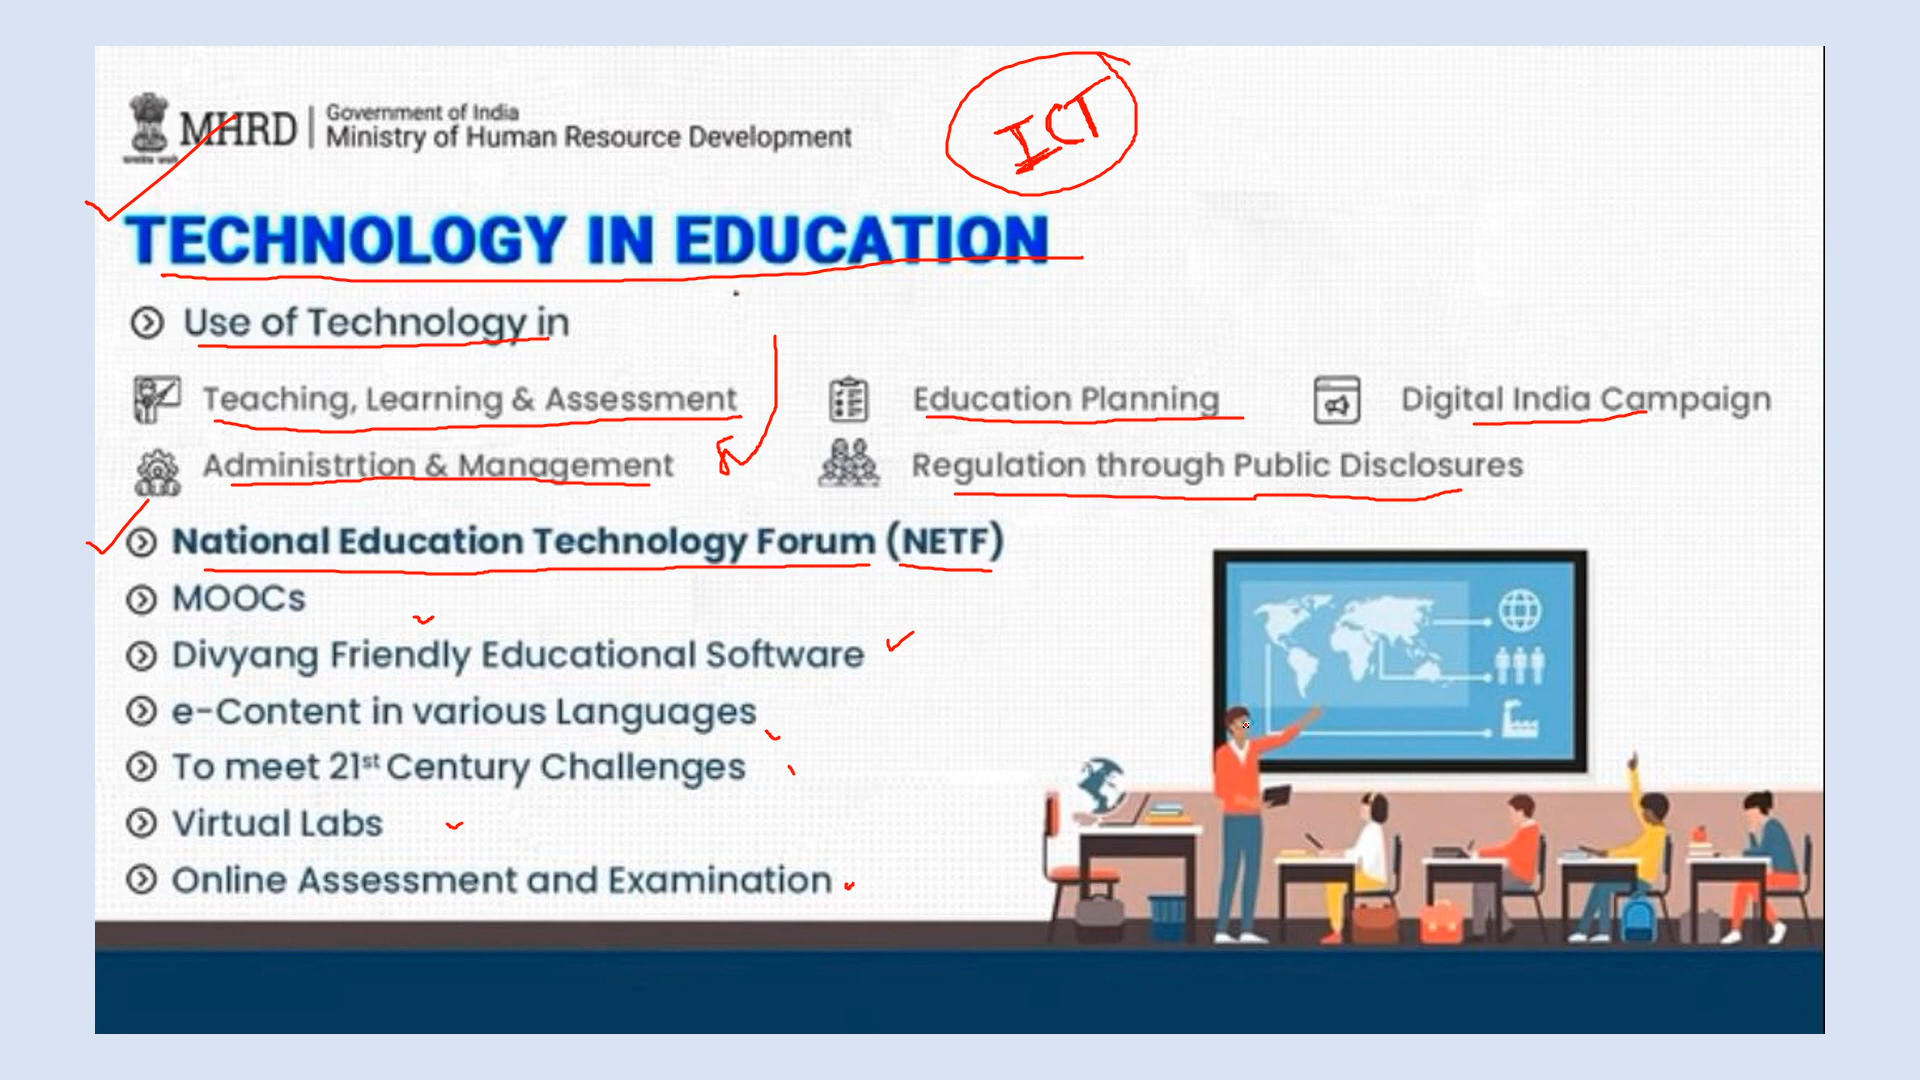 ICT
MHRD
Government of India
Ministry of Human Resource Development
TECHNOLOGY IN EDUCATION
Use of Technology in
Teaching, Learning & Assessment
Education Planning
Digital India Campaign
Administrtion & Management
Regulation through Public Disclosures
National Education Technology Forum (NETF)
MOOCs
Divyang Friendly Educational Software
e-Content in various Languages
To meet 21st Century Challenges
Virtual Labs
Online Assessment and Examination